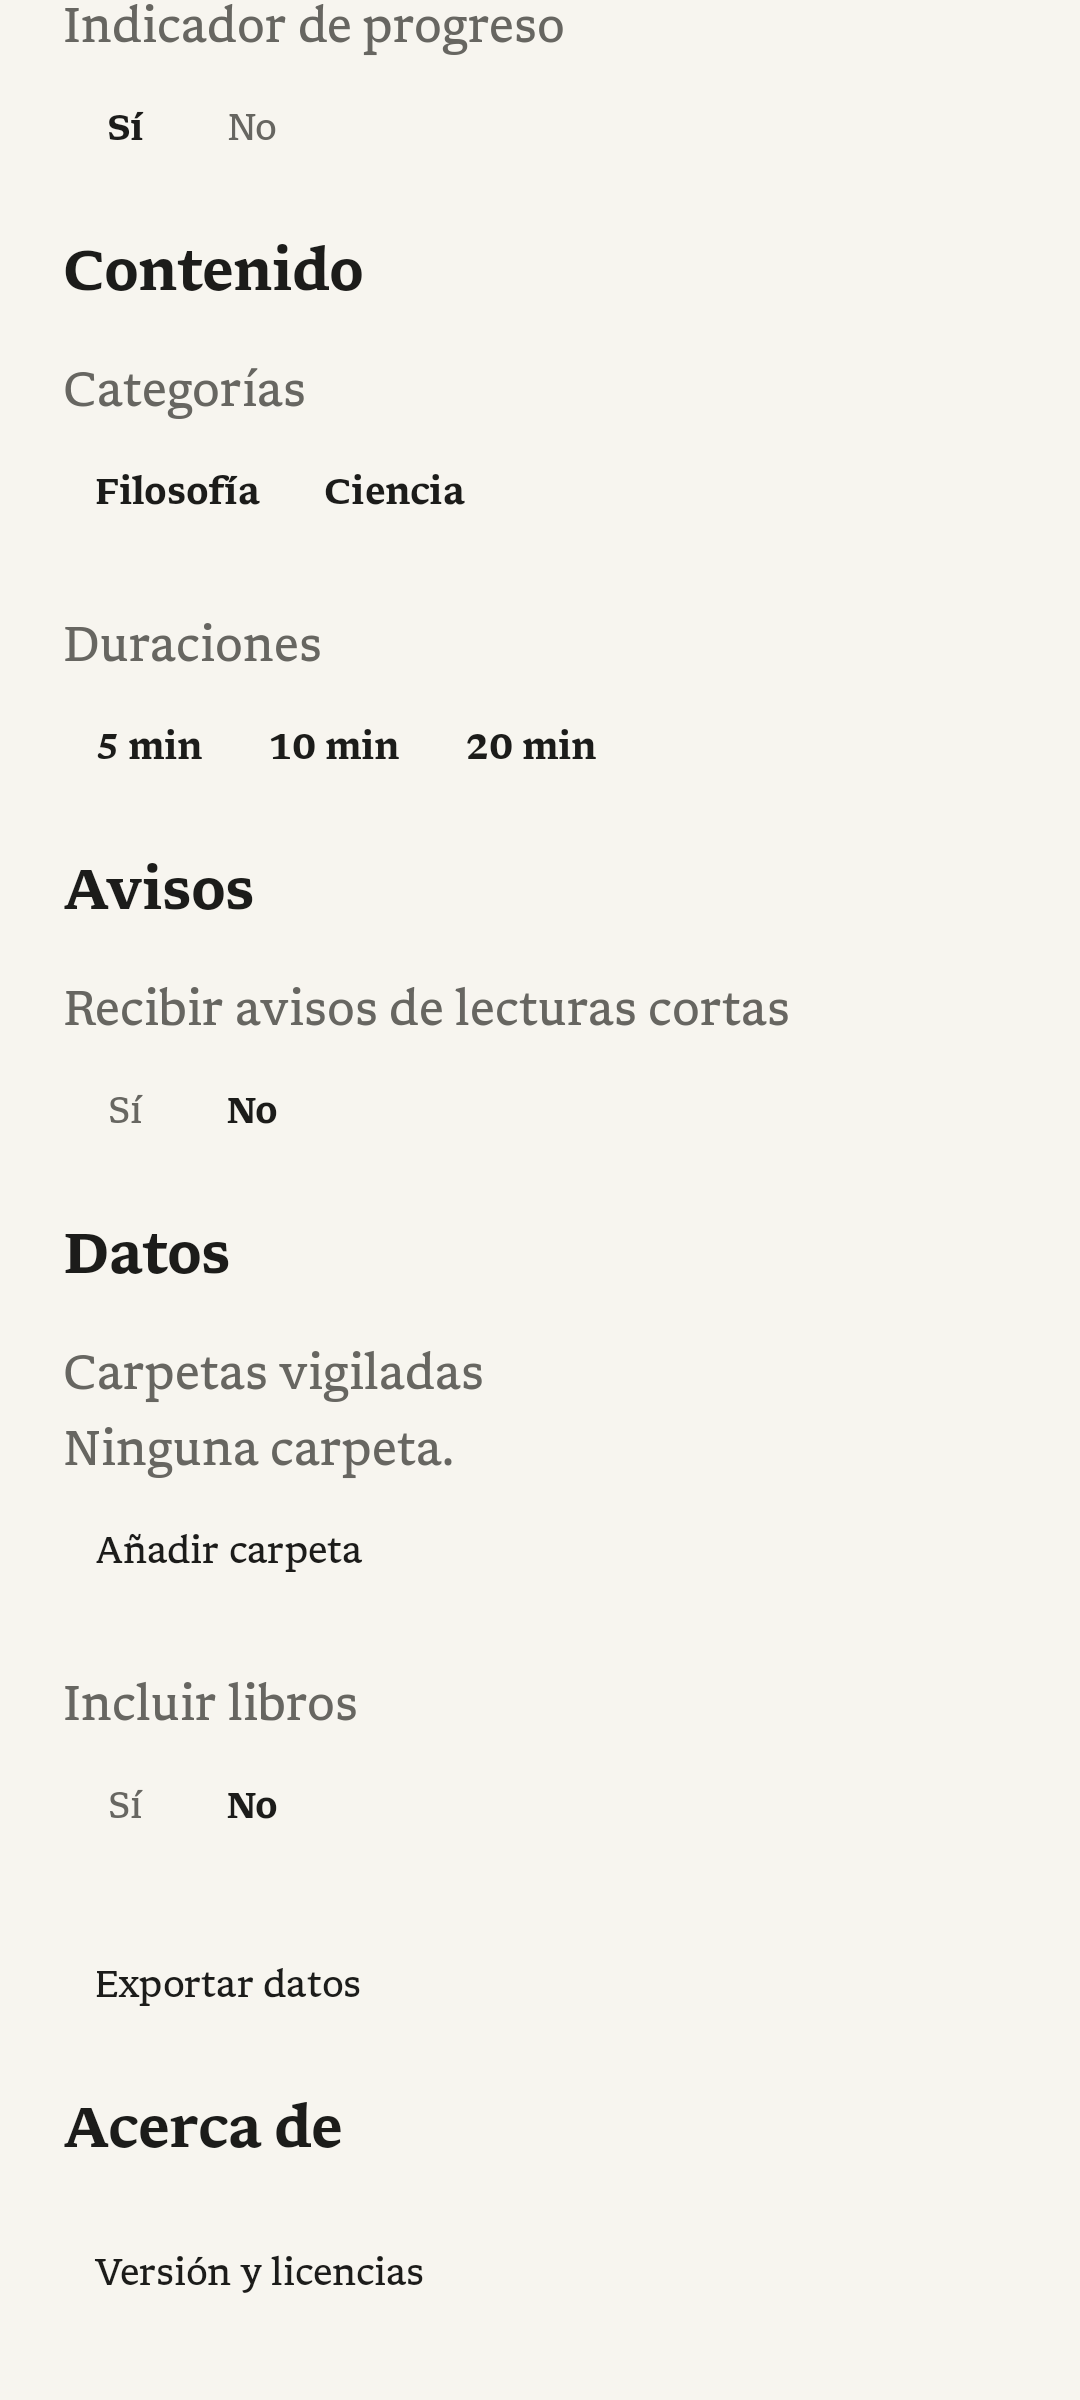 Indicador de progreso
Sí No
Contenido
Categorías
Filosofía Ciencia
Duraciones
5 min 10 min 20 min
Avisos
Recibir avisos de lecturas cortas
Sí No
Datos
Carpetas vigiladas
Ninguna carpeta.
Añadir carpeta
Incluir libros
Sí No
Exportar datos
Acerca de
Versión y licencias